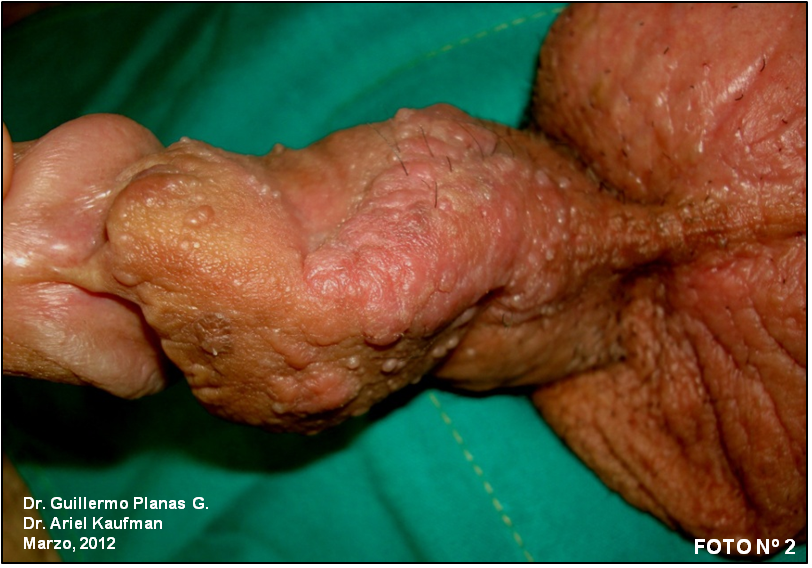 Dr. Guillermo Planas G.
Dr. Ariel Kaufman
Marzo, 2012
FOTO Nº 2